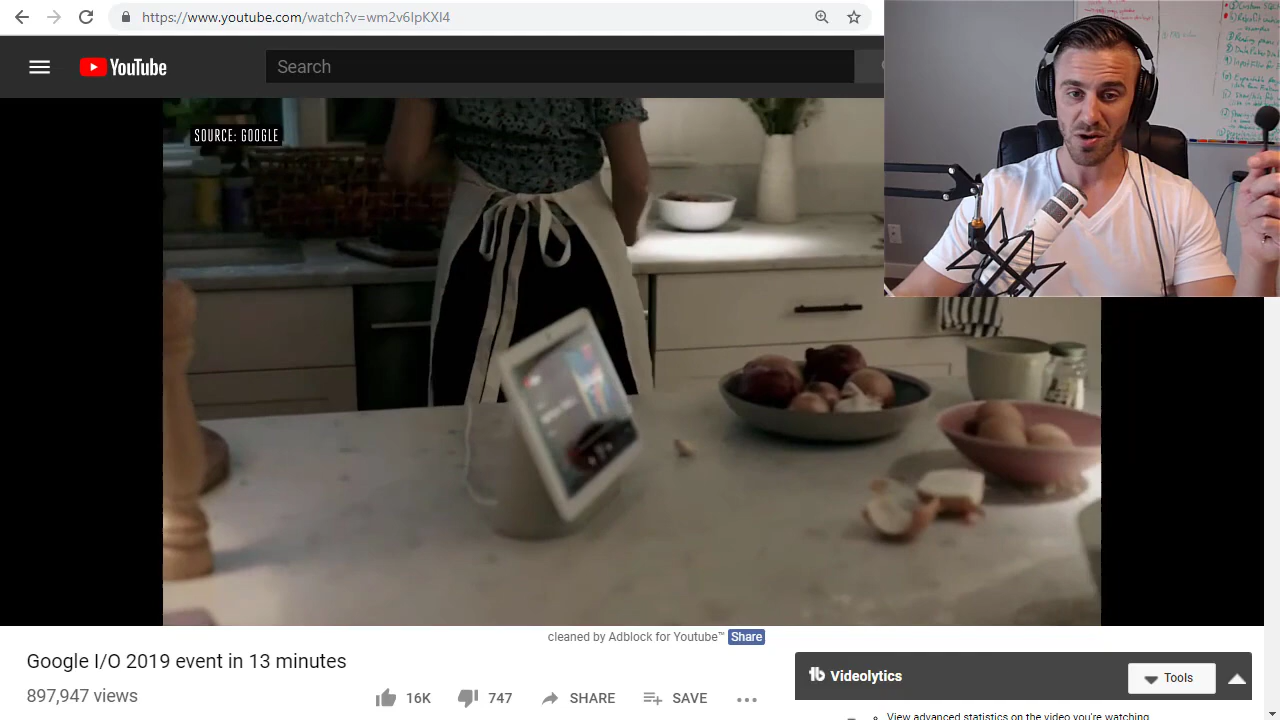 https://www.youtube.com/watch?v=wm2v61pKXI4
YouTube
Search
SOURCE: GOOGLE
cleaned by Adblock for Youtube™ Share
Google I/O 2019 event in 13 minutes
897,947 views
16K
747
SHARE
SAVE
Videolytics
Tools
View advanced statistics on the video you're watching